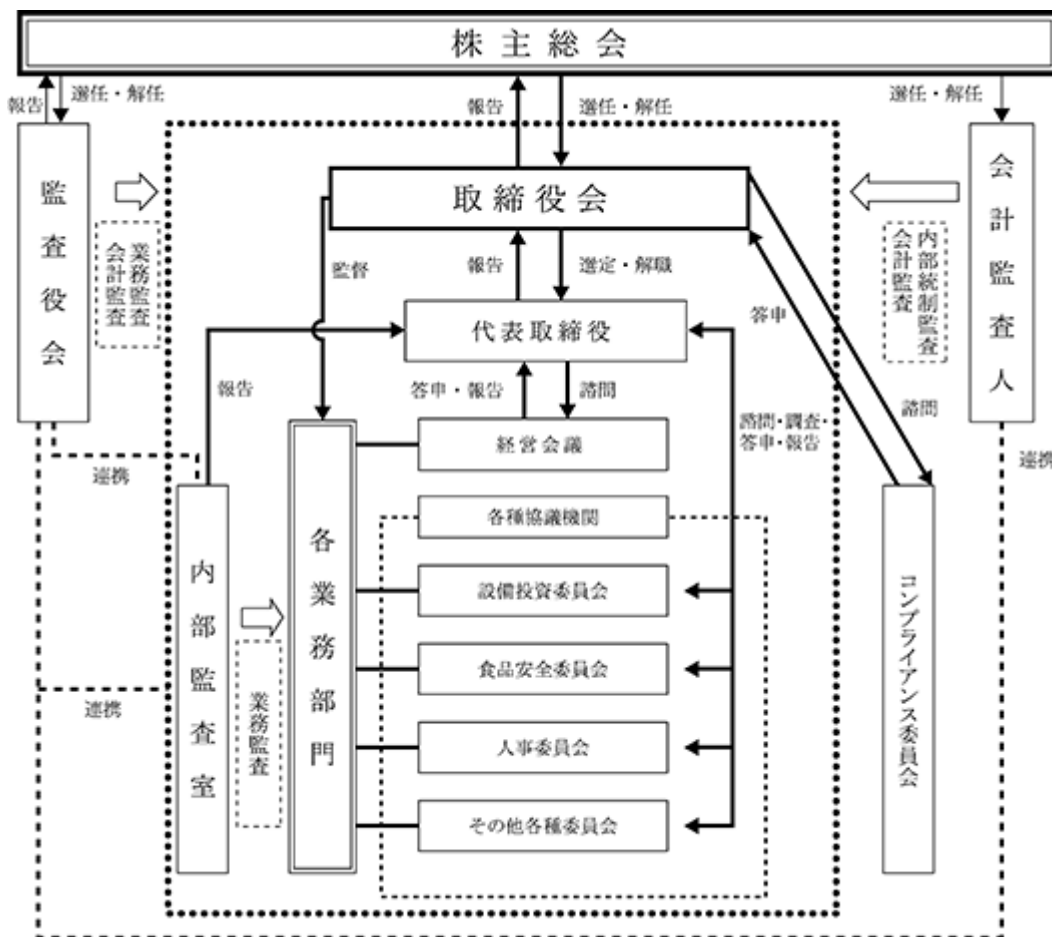 株主総会
報告
選任・解任
報告
選任・解任
選任・解任
監査役会
業務監査
会計監査
取締役会
会計監査人
内部統制監査
会計監査
監督
報告
選定・解職
答申
諮問
代表取締役
報告
答申・報告
諮問
諮問・調査・
答申・報告
連携
連携
経営会議
各種協議機関
設備投資委員会
食品安全委員会
人事委員会
その他各種委員会
各業務部門
内部監査室
業務監査
連携
コンプライアンス委員会